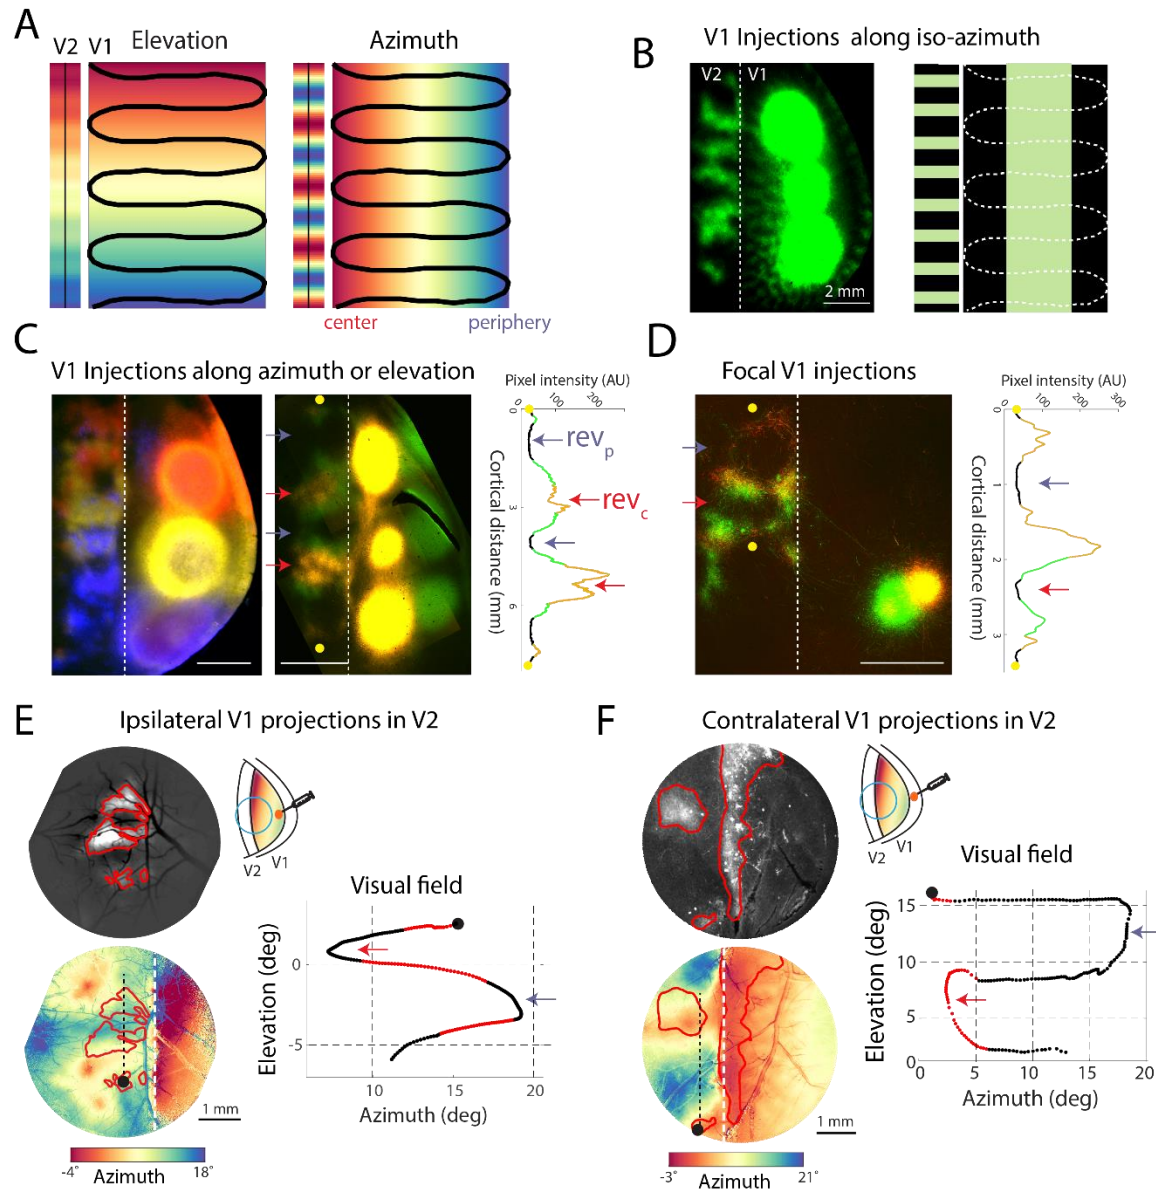 A
V2 V1 Elevation
Azimuth
center
periphery
B
V1 Injections along iso-azimuth
V2 V1
2 mm
C
V1 Injections along azimuth or elevation
Pixel intensity (AU)
0 100 200
Cortical distance (mm)
0
3
6
rev p
rev c
D
Focal V1 injections
Pixel intensity (AU)
0 100 200 300
Cortical distance (mm)
0
1
2
3
E
Ipsilateral V1 projections in V2
V2 V1
Visual field
Elevation (deg)
0
-5
10 15 20
Azimuth (deg)
1 mm
-4° 18°
Azimuth
F
Contralateral V1 projections in V2
V2 V1
Visual field
Elevation (deg)
15
10
5
0
0 5 10 15 20
Azimuth (deg)
1 mm
-3° 21°
Azimuth